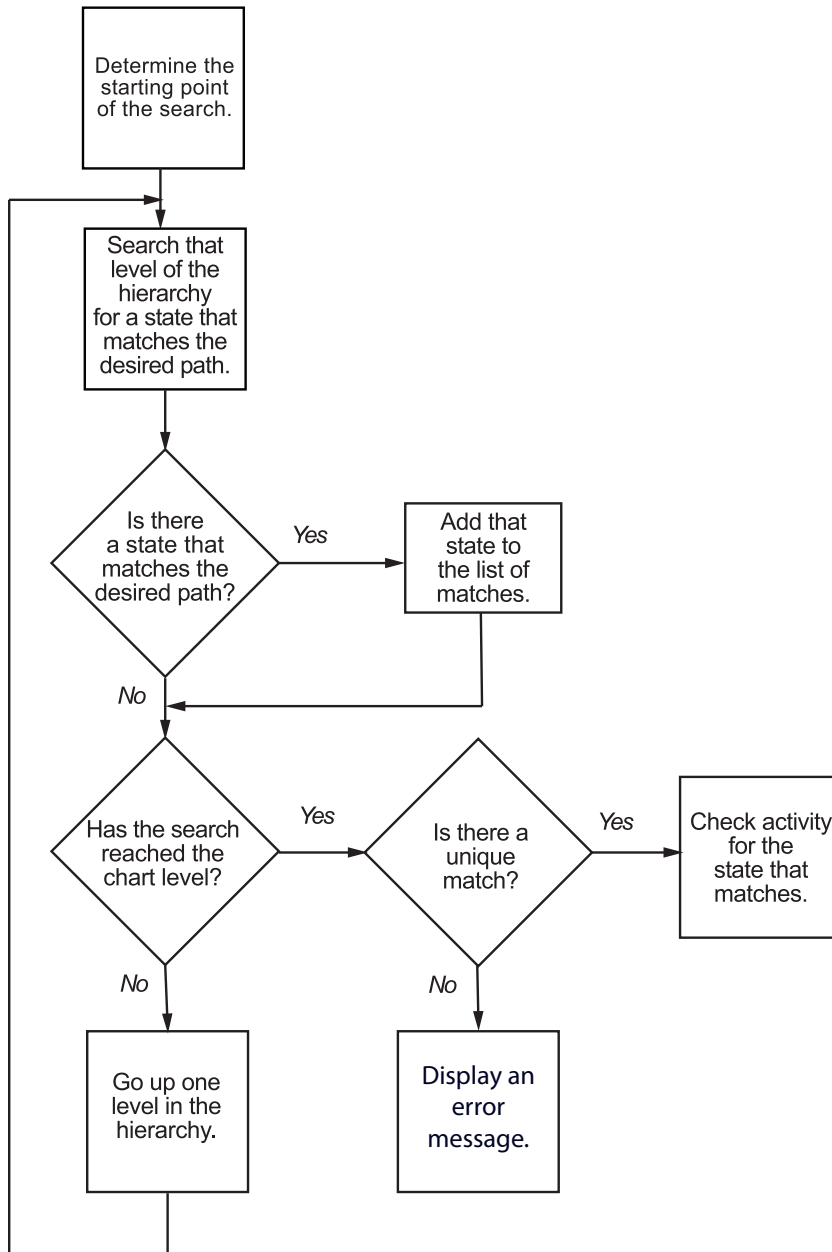 Determine the
starting point
of the search.
Search that
level of the
hierarchy
for a state that
matches the
desired path.
Is there
a state that
matches the
desired path?
Yes
Add that
state to
the list of
matches.
No
Has the search
reached the
chart level?
Yes
Is there a
unique
match?
Yes
Check activity
for the
state that
matches.
No
No
Go up one
level in the
hierarchy.
Display an
error
message.